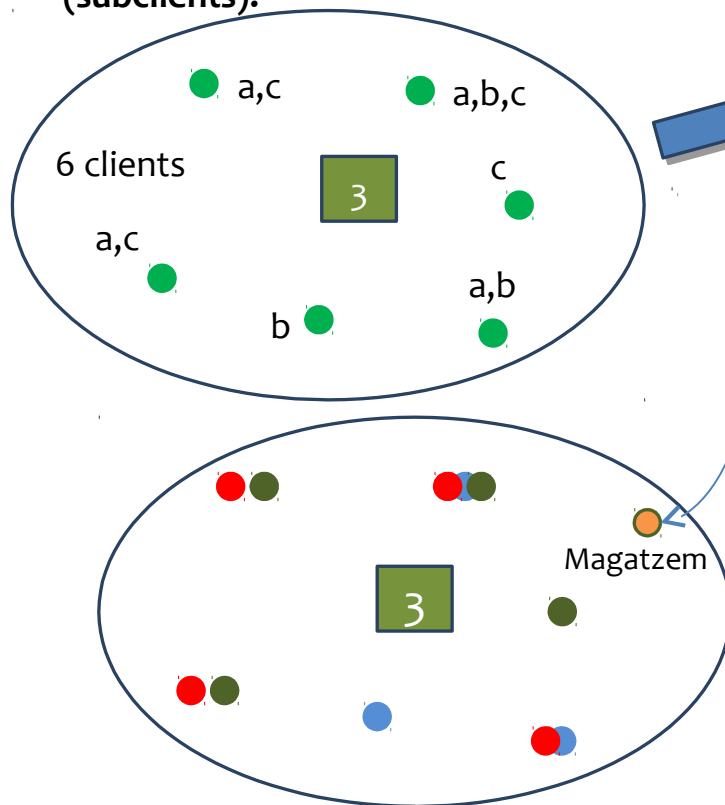 (subclients).
a,c
a,b,c
6 clients
3
c
a,c
a,b
b
Magatzem
3